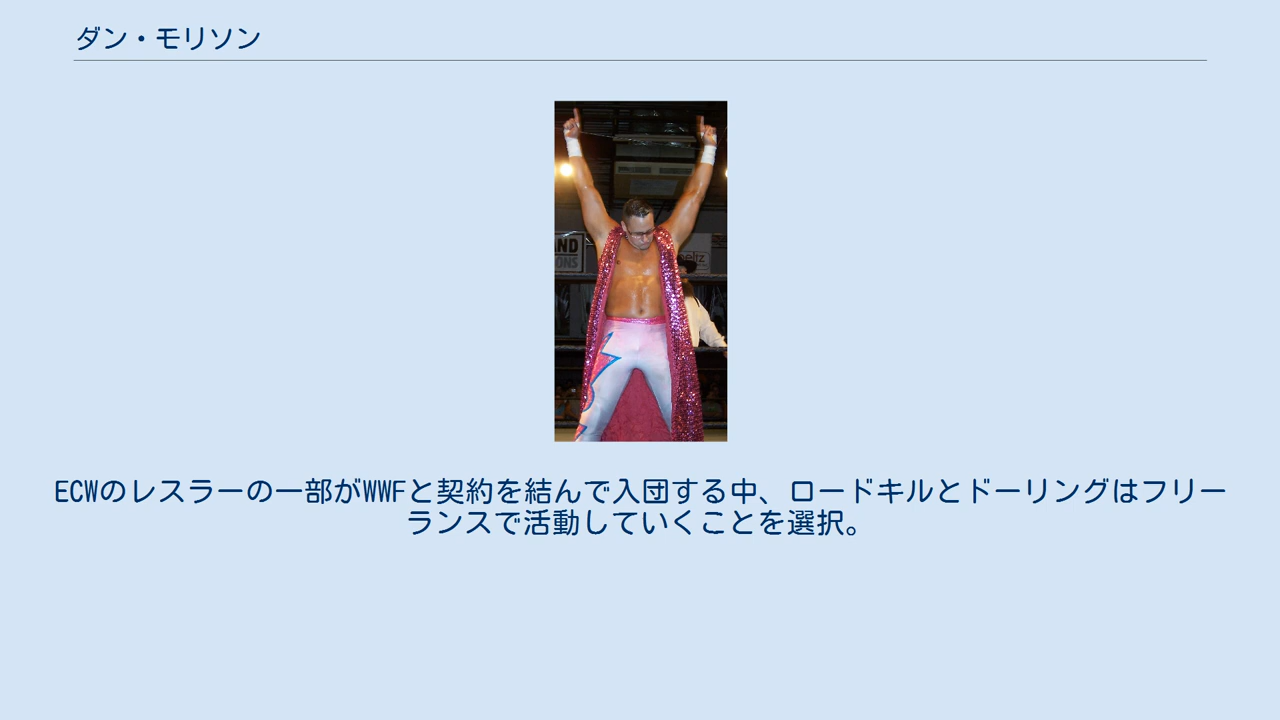 ダン・モリソン
AND
IONS
eltz
ECWのレスラーの一部がWWFと契約を結んで入団する中、ロードキルとドーリングはフリー
ランスで活動していくことを選択。